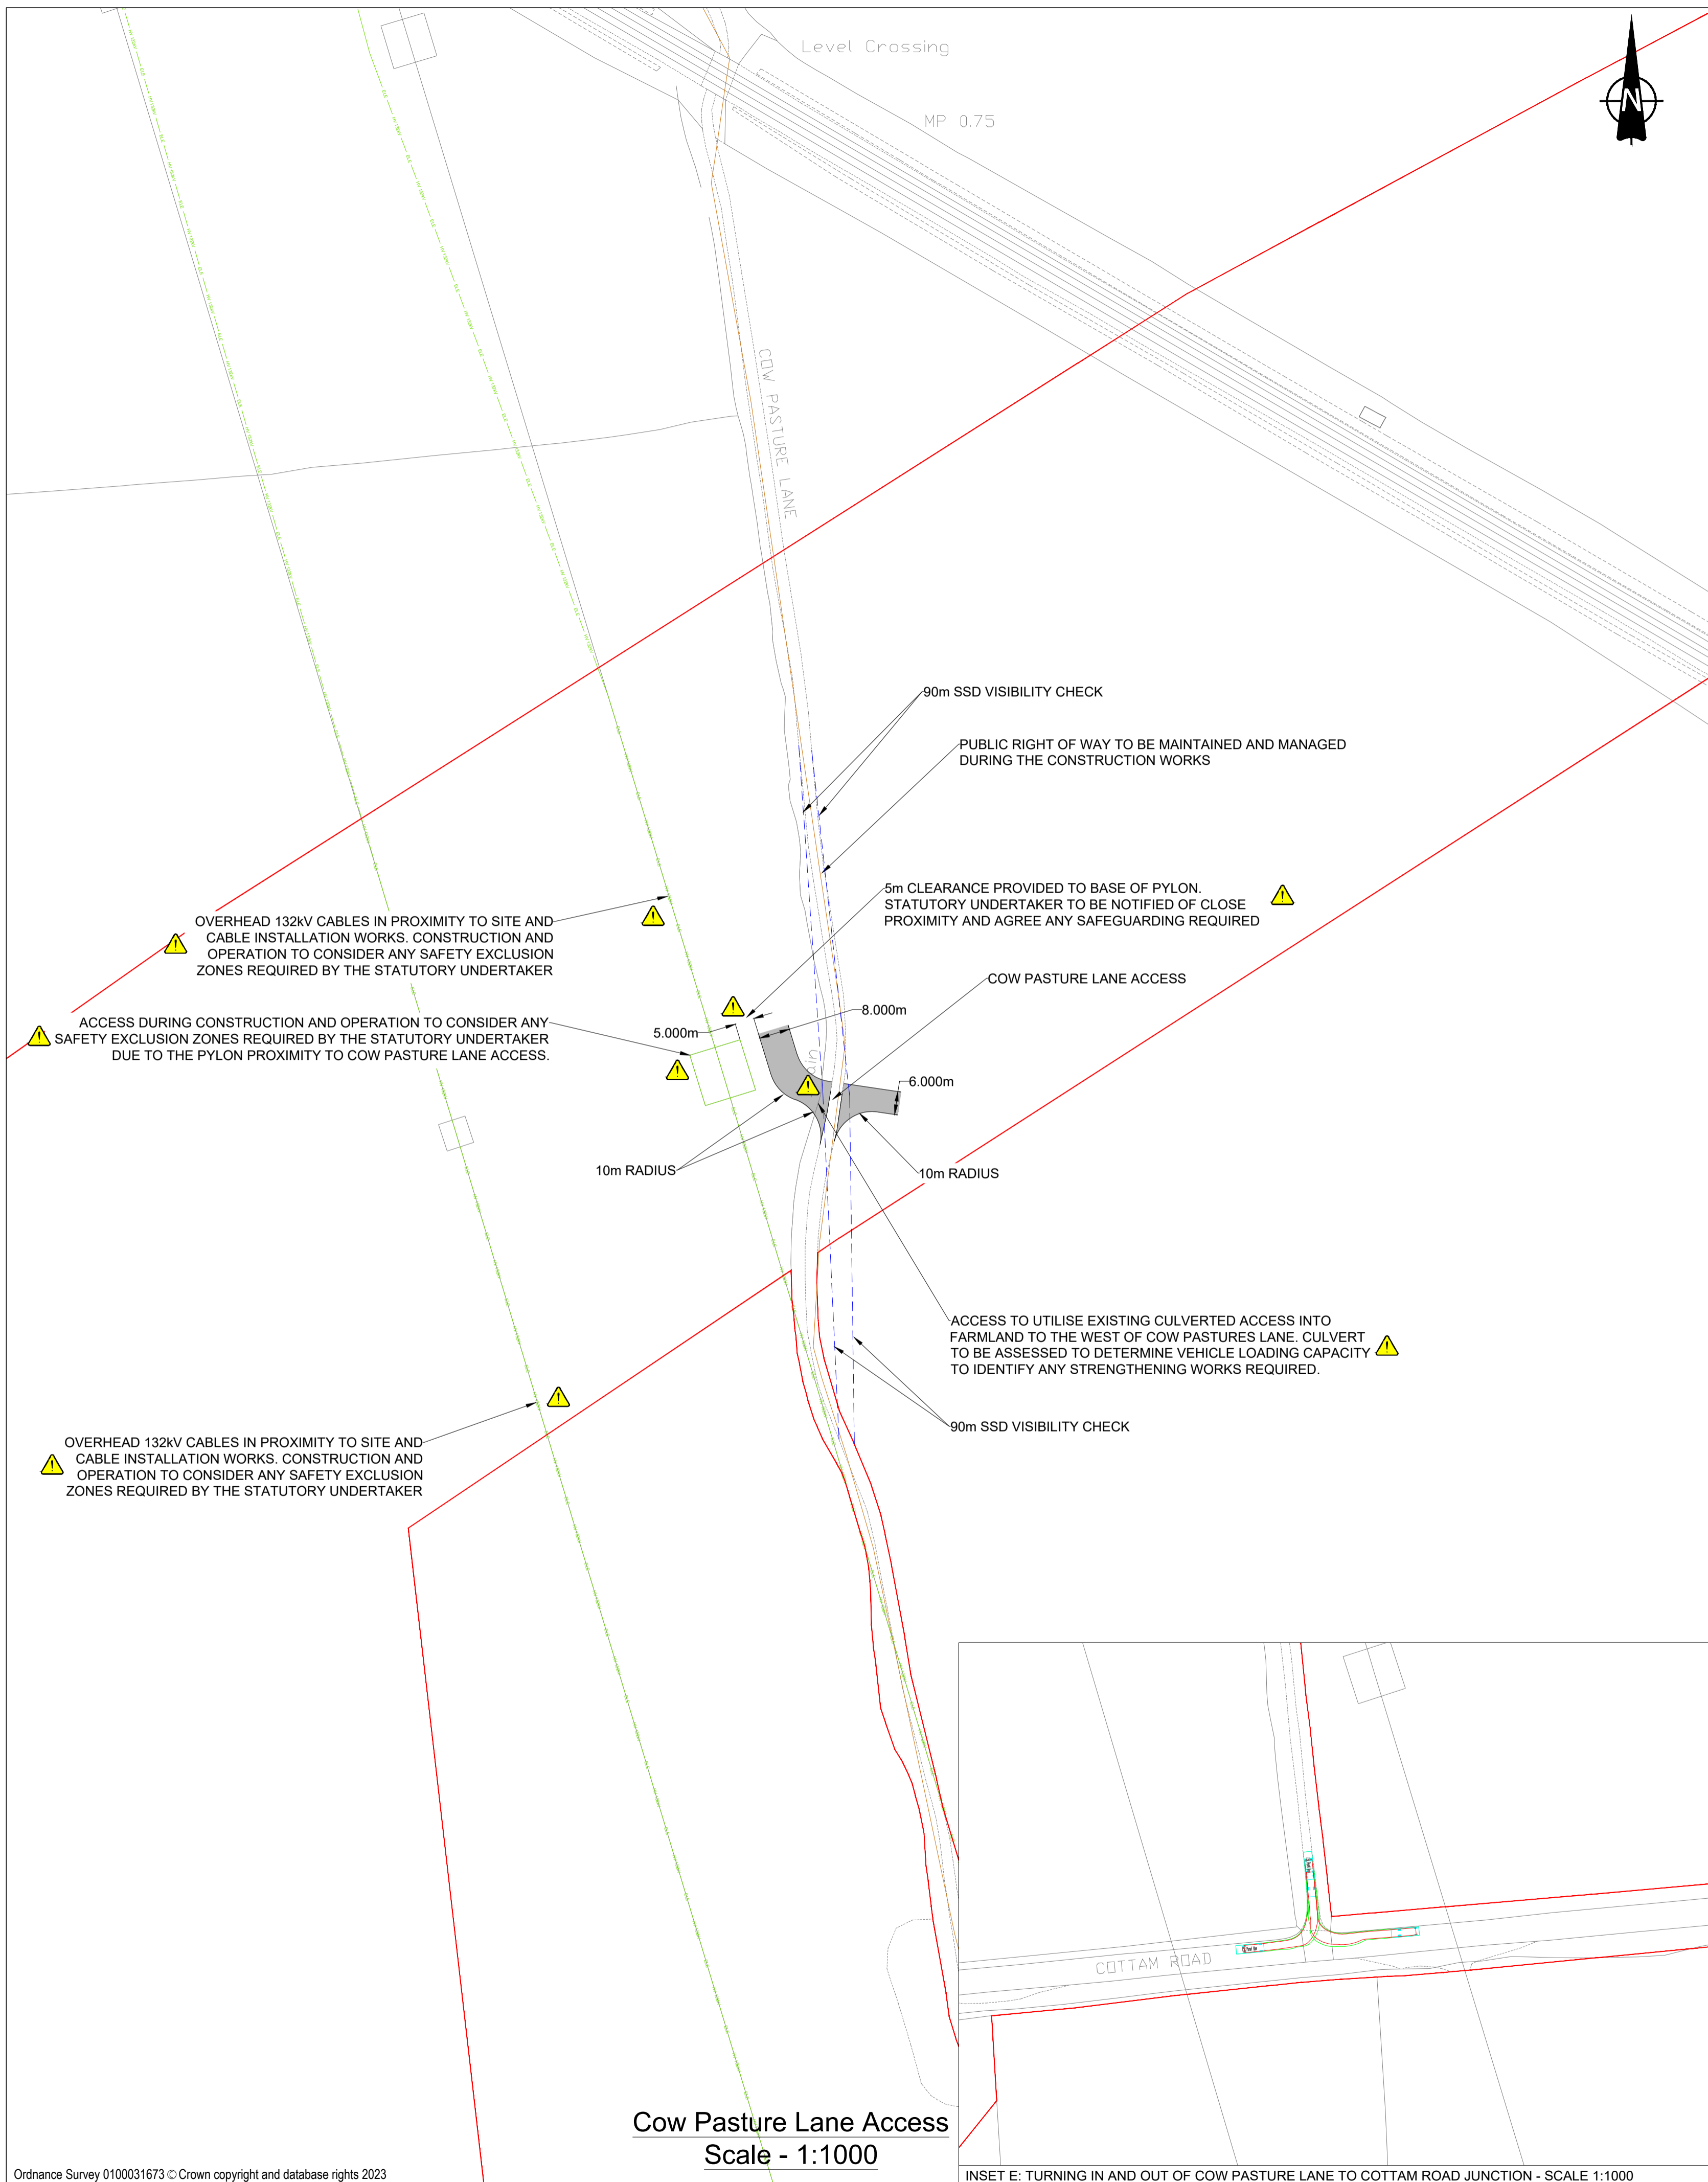 Level Crossing
MP 0.75
N
COW PASTURE LANE
90m SSD VISIBILITY CHECK
PUBLIC RIGHT OF WAY TO BE MAINTAINED AND MANAGED
DURING THE CONSTRUCTION WORKS
5m CLEARANCE PROVIDED TO BASE OF PYLON.
STATUTORY UNDERTAKER TO BE NOTIFIED OF CLOSE
PROXIMITY AND AGREE ANY SAFEGUARDING REQUIRED
OVERHEAD 132kV CABLES IN PROXIMITY TO SITE AND
CABLE INSTALLATION WORKS. CONSTRUCTION AND
OPERATION TO CONSIDER ANY SAFETY EXCLUSION
ZONES REQUIRED BY THE STATUTORY UNDERTAKER
COW PASTURE LANE ACCESS
8.000m
ACCESS DURING CONSTRUCTION AND OPERATION TO CONSIDER ANY
SAFETY EXCLUSION ZONES REQUIRED BY THE STATUTORY UNDERTAKER
DUE TO THE PYLON PROXIMITY TO COW PASTURE LANE ACCESS.
5.000m
6.000m
10m RADIUS
10m RADIUS
ACCESS TO UTILISE EXISTING CULVERTED ACCESS INTO
FARMLAND TO THE WEST OF COW PASTURES LANE. CULVERT
TO BE ASSESSED TO DETERMINE VEHICLE LOADING CAPACITY
TO IDENTIFY ANY STRENGTHENING WORKS REQUIRED.
90m SSD VISIBILITY CHECK
OVERHEAD 132kV CABLES IN PROXIMITY TO SITE AND
CABLE INSTALLATION WORKS. CONSTRUCTION AND
OPERATION TO CONSIDER ANY SAFETY EXCLUSION
ZONES REQUIRED BY THE STATUTORY UNDERTAKER
COTTAM ROAD
Cow Pasture Lane Access
Scale - 1:1000
Ordnance Survey 0100031673 © Crown copyright and database rights 2023
INSET E: TURNING IN AND OUT OF COW PASTURE LANE TO COTTAM ROAD JUNCTION - SCALE 1:1000